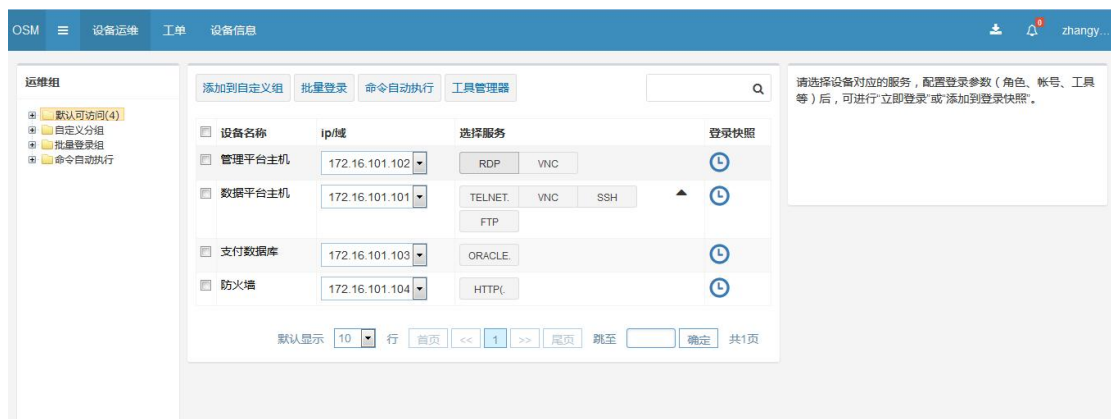 OSM 设备运维 工单 设备信息 0 zhangy...
运维组
默认可访问(4)
自定义分组
批量登录组
命令自动执行
添加到自定义组 批量登录 命令自动执行 工具管理器
设备名称 ip/域 选择服务 登录快照
管理平台主机 172.16.101.102 RDP VNC
数据平台主机 172.16.101.101 TELNET. VNC SSH
FTP
支付数据库 172.16.101.103 ORACLE.
防火墙 172.16.101.104 HTTP(.
默认显示 10 行 首页 << 1 >> 尾页 跳至 确定 共1页
请选择设备对应的服务，配置登录参数（角色、帐号、工具
等）后，可进行“立即登录”或“添加到登录快照”。